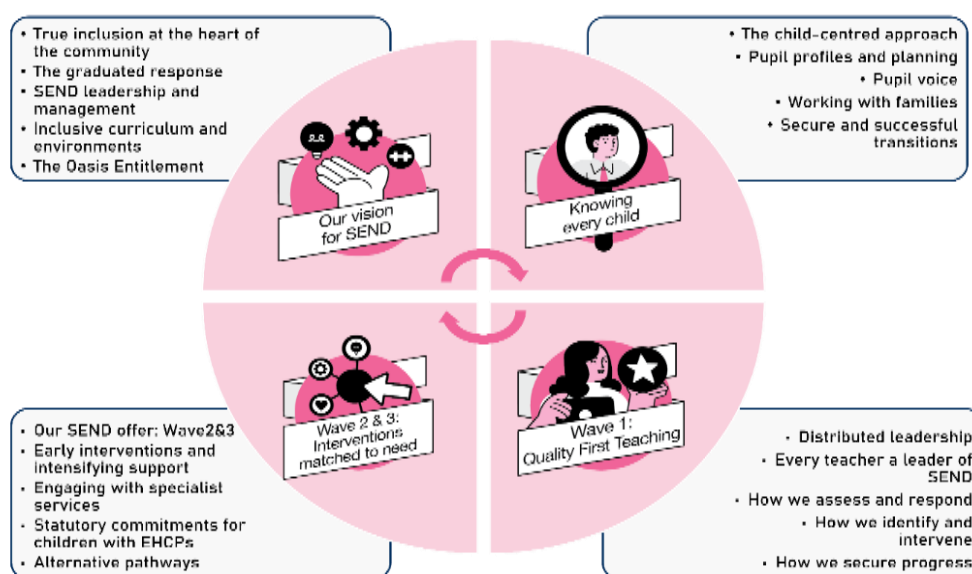 • True inclusion at the heart of
the community
• The graduated response
• SEND leadership and
management
• Inclusive curriculum and
environments
• The Oasis Entitlement
• The child-centred approach
• Pupil profiles and planning
• Pupil voice
• Working with families
• Secure and successful
transitions
Our vision
for SEND
Knowing
every child
Wave 2 & 3:
Interventions
matched to need
Wave 1:
Quality First Teaching
• Our SEND offer: Wave2&3
• Early interventions and
intensifying support
• Engaging with specialist
services
• Statutory commitments for
children with EHCPs
• Alternative pathways
• Distributed leadership
• Every teacher a leader of
SEND
• How we assess and respond
• How we identify and
intervene
• How we secure progress